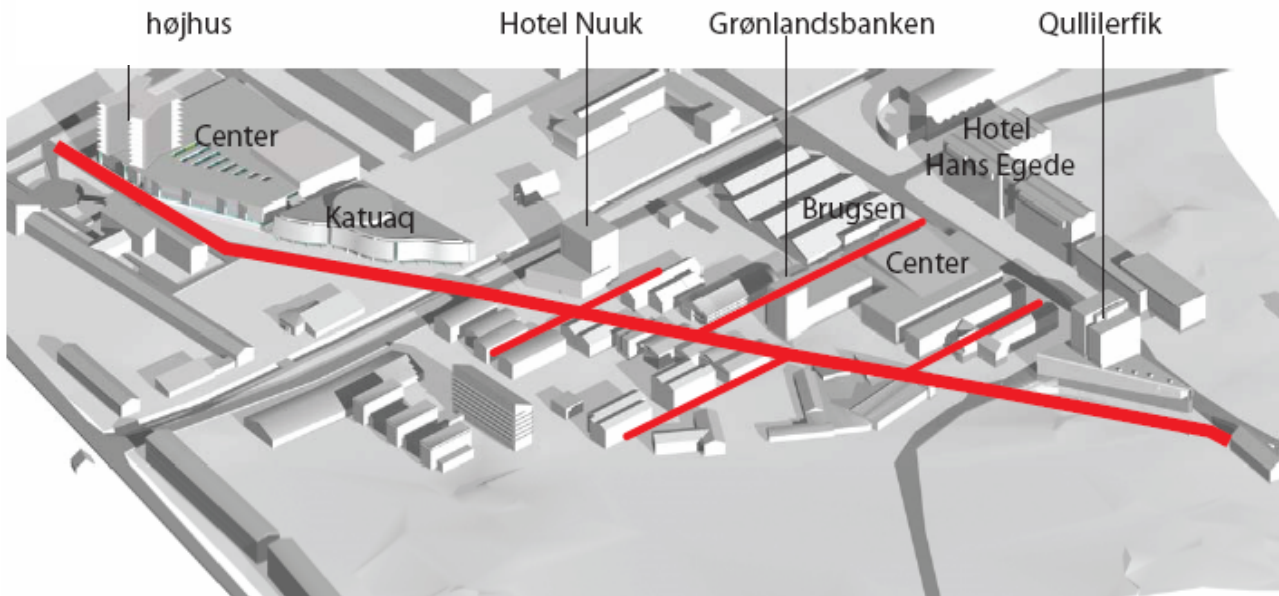 højhus
Hotel Nuuk
Grønlandsbanken
Qullilerfik
Center
Hotel
Hans Egede
Katuaq
Brugsen
Center